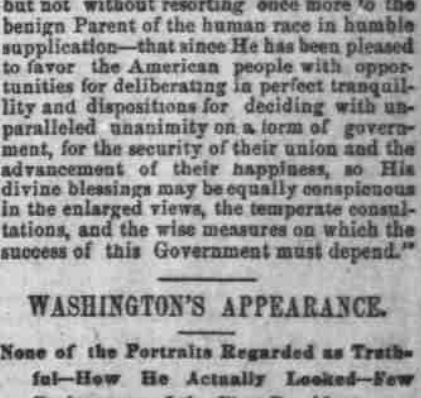 but not without resorting once more to the
benign Parent of the human race in humble
supplication—that since He has been pleased
to favor the American people with oppor-
tunities for deliberating in perfect tranquil-
lity and dispositions for deciding with un-
paralleled unanimity on a form of govern-
ment, for the security of their union and the
advancement of their happiness, so His
divine blessings may be equally conspicuous
in the enlarged views, the temperate consul-
tations, and the wise measures on which the
success of this Government must depend."
WASHINGTON'S APPEARANCE.
None of the Portraits Regarded as Truth-
ful—How He Actually Looked—Few